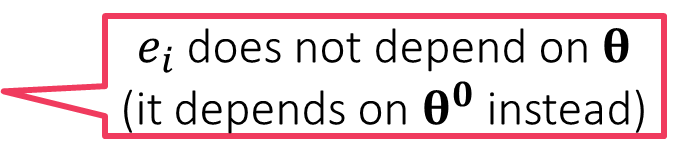 𝑒ᵢ does not depend on 𝛉
(it depends on 𝛉⁰ instead)